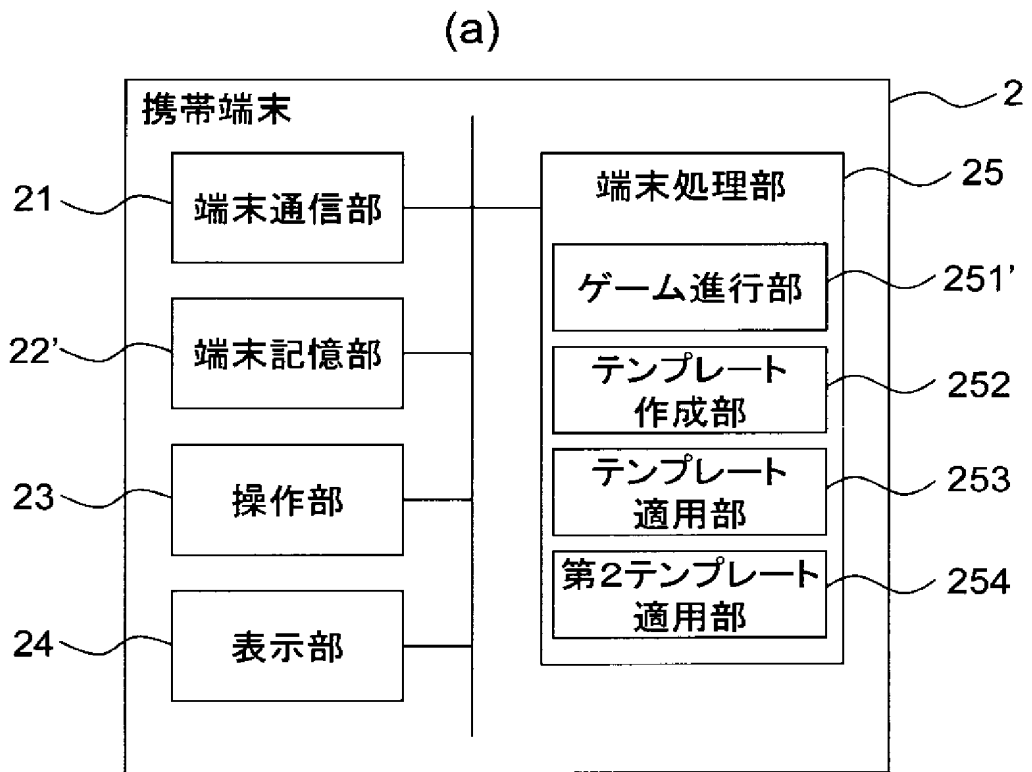 (a)
携帯端末
2
21
端末通信部
22’
端末記憶部
23
操作部
24
表示部
端末処理部
25
ゲーム進行部
251’
テンプレート
作成部
252
テンプレート
適用部
253
第2テンプレート
適用部
254